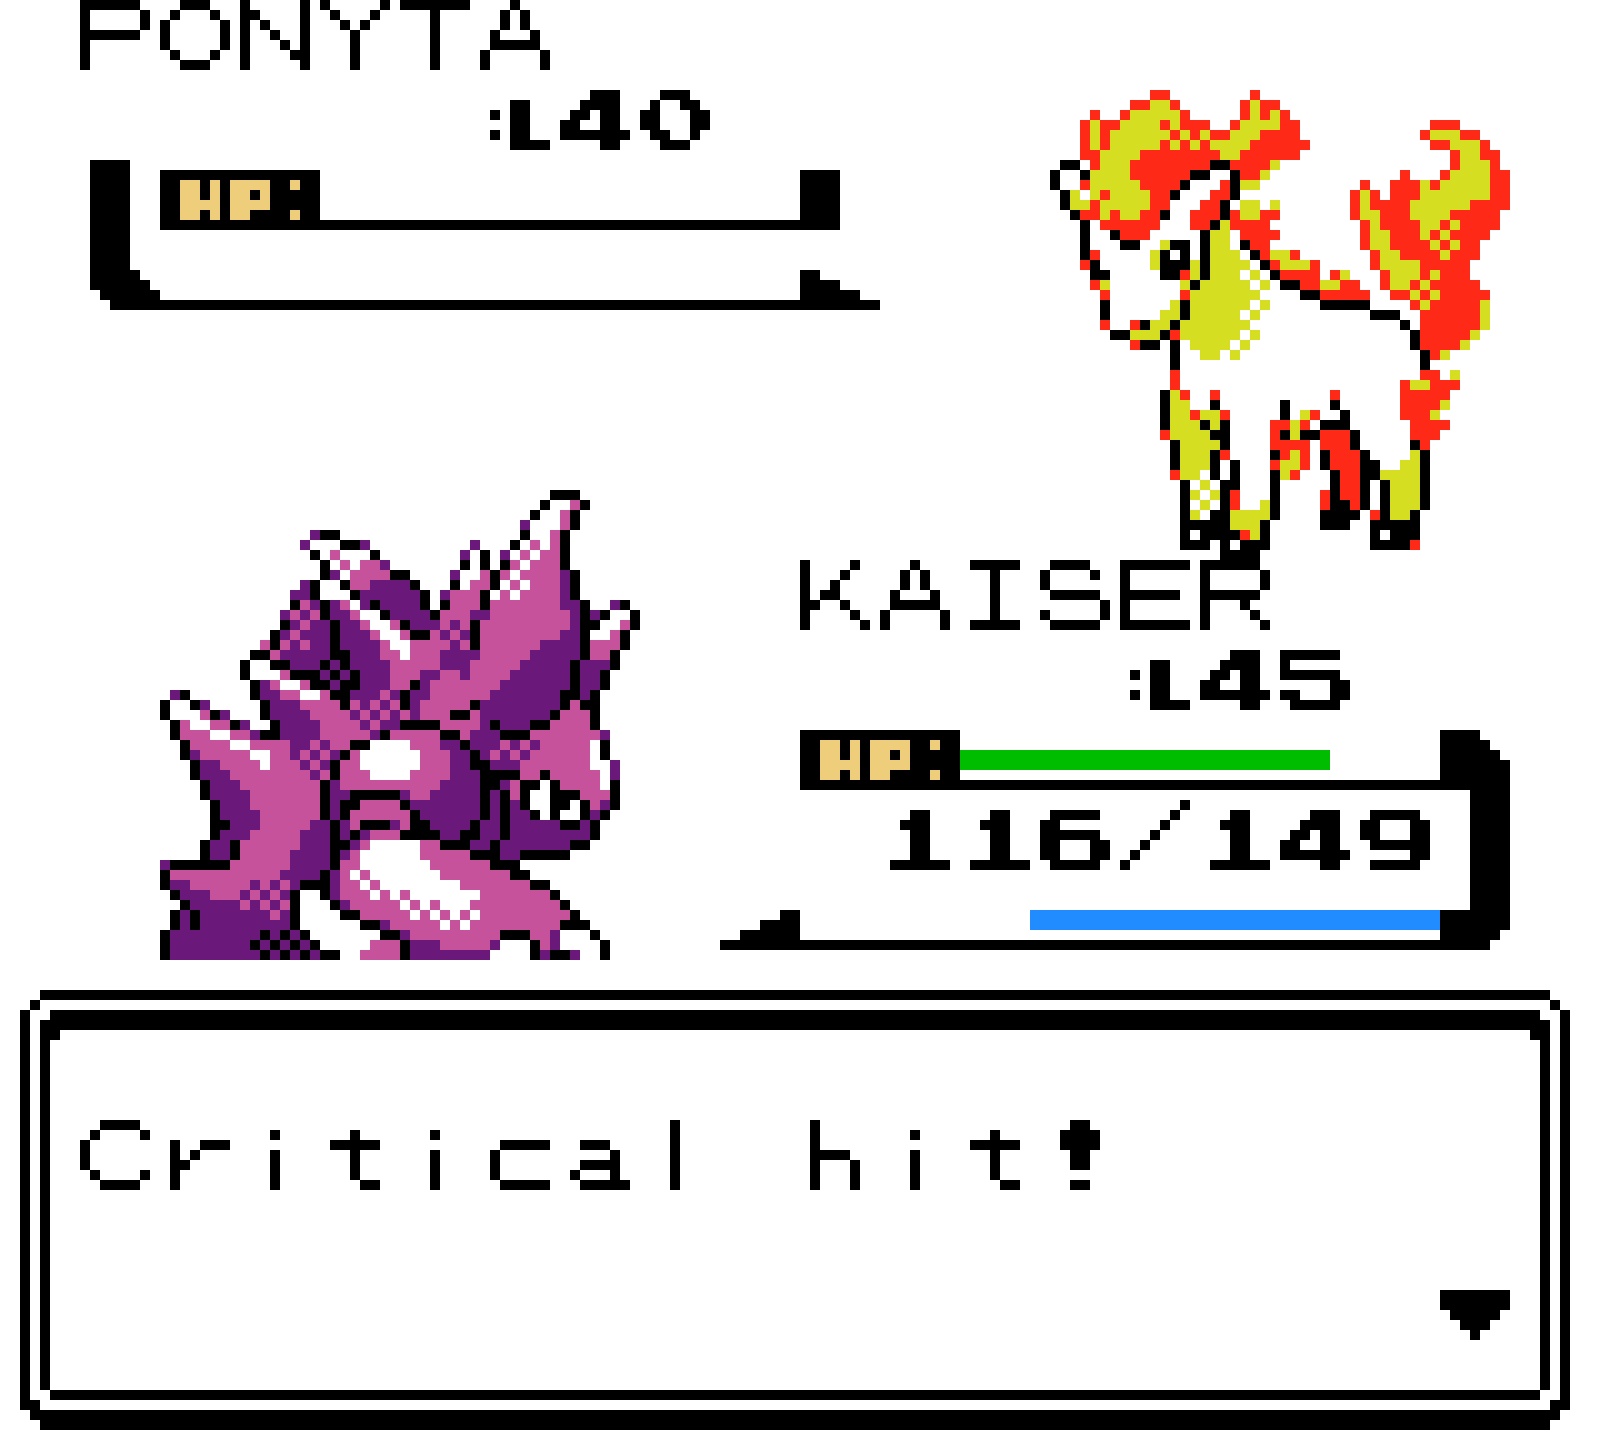 PONYTA
:L40
HP:
KAISER
:L45
HP:
116/149
Critical hit!